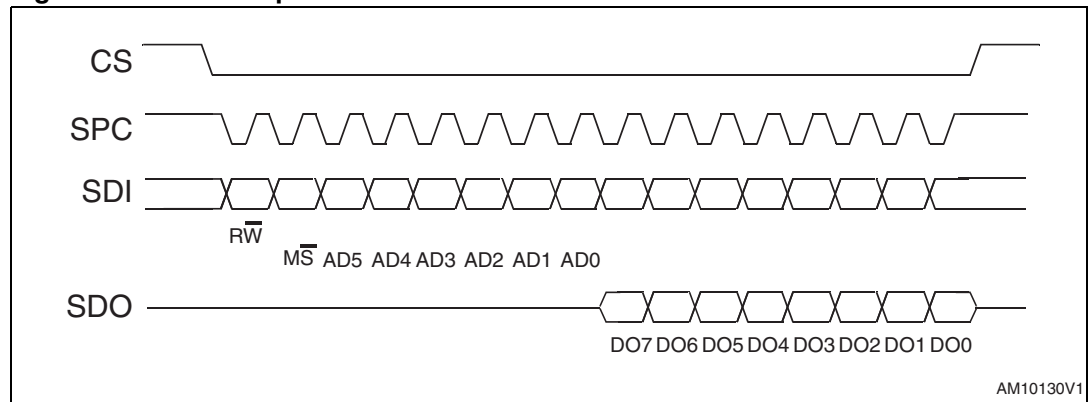 CS
SPC
SDI
RW
MS AD5 AD4 AD3 AD2 AD1 AD0
SDO
DO7 DO6 DO5 DO4 DO3 DO2 DO1 DO0
AM10130V1